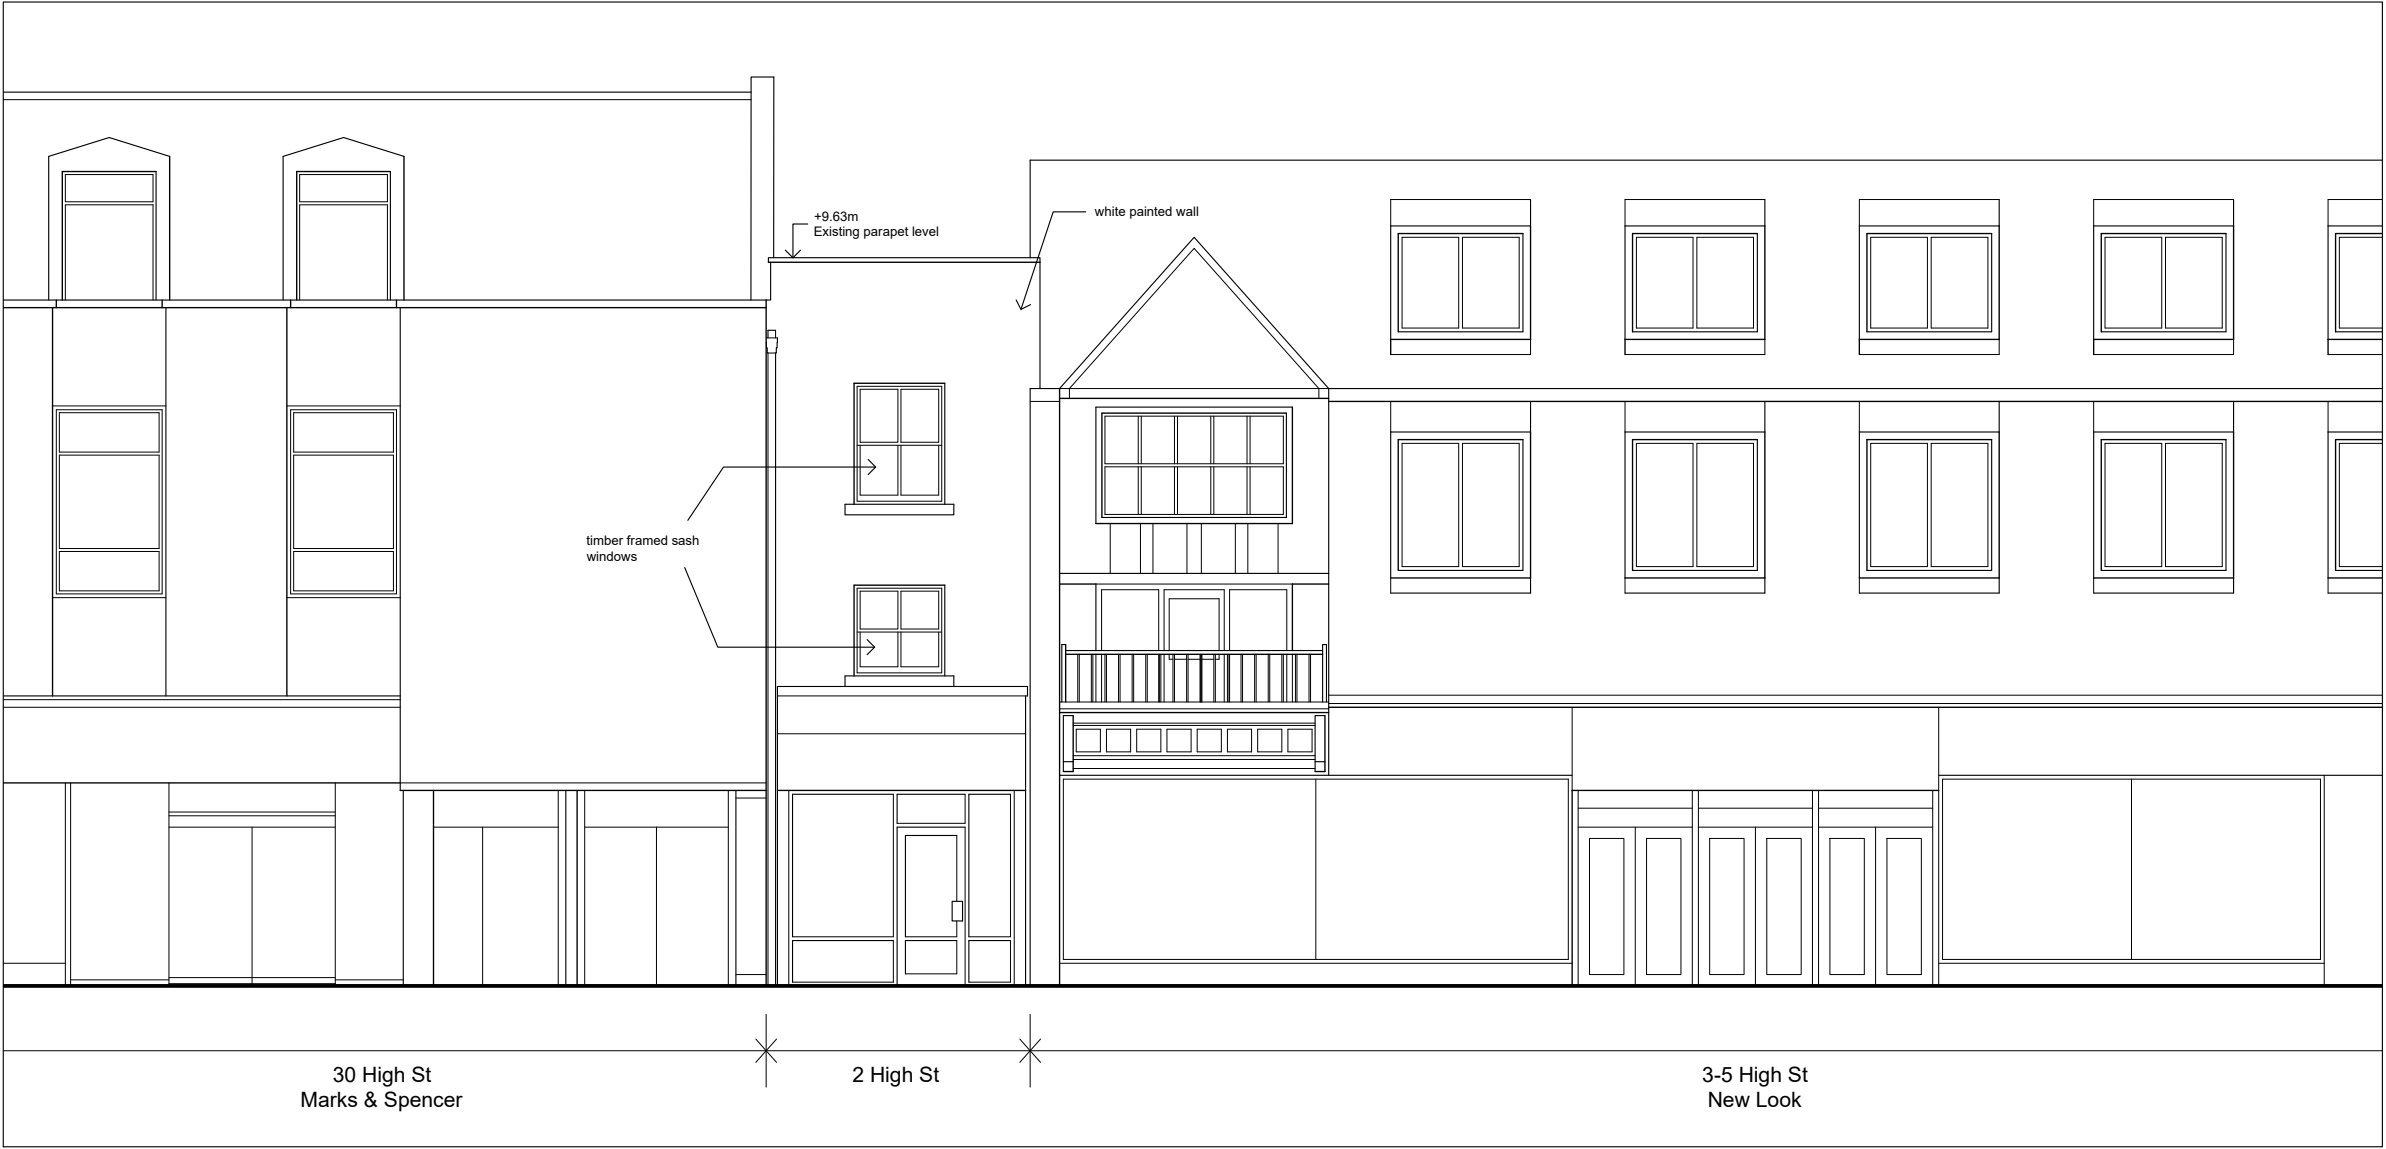 +9.63m
Existing parapet level
white painted wall
timber framed sash
windows
30 High St
Marks & Spencer
2 High St
3-5 High St
New Look